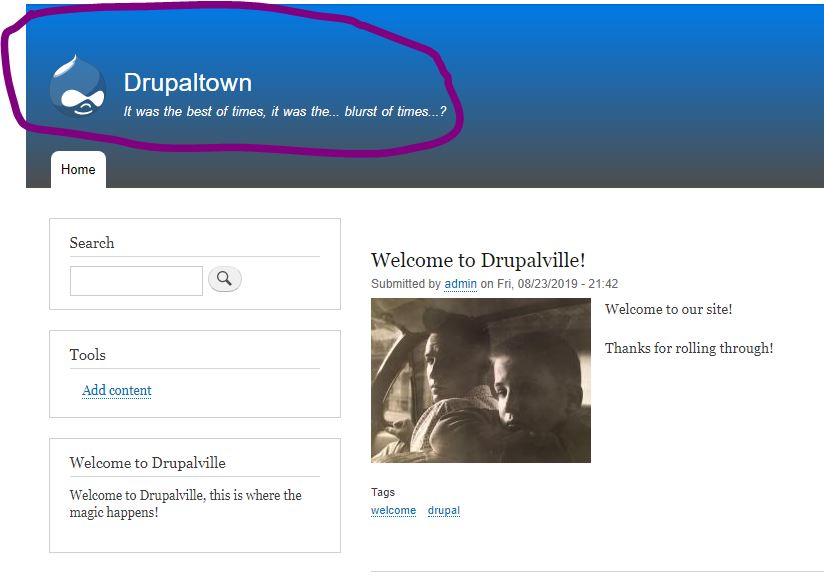 Drupaltown
It was the best of times, it was the... blurst of times...?
Home
Search
Tools
Add content
Welcome to Drupalville
Welcome to Drupalville, this is where the
magic happens!
Welcome to Drupalville!
Submitted by admin on Fri, 08/23/2019 - 21:42
Welcome to our site!
Thanks for rolling through!
Tags
welcome drupal